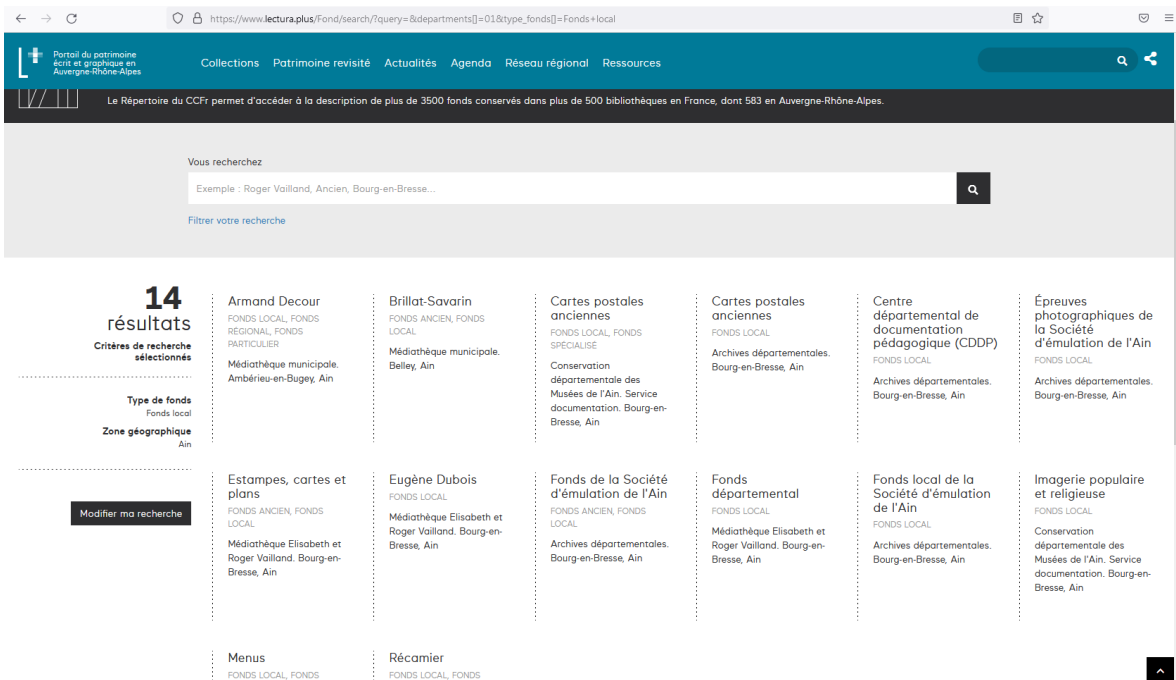 https://www.lectura.plus/Fond/search/?query=&departments[]=01&type_fonds[]=Fonds+local
Portail du patrimoine
écrit et graphique en
Auvergne-Rhône-Alpes
Collections Patrimoine revisité Actualités Agenda Réseau régional Ressources
Le Répertoire du CCFr permet d'accéder à la description de plus de 3500 fonds conservés dans plus de 500 bibliothèques en France, dont 583 en Auvergne-Rhône-Alpes.
Vous recherchez
Exemple : Roger Vailland, Ancien, Bourg-en-Bresse...
Filtrer votre recherche
14
résultats
Critères de recherche
sélectionnés
Type de fonds
Fonds local
Zone géographique
Ain
Modifier ma recherche
Armand Decour
FONDS LOCAL, FONDS
RÉGIONAL, FONDS
PARTICULIER
Médiathèque municipale.
Ambérieu-en-Bugey, Ain
Brillat-Savarin
FONDS ANCIEN, FONDS
LOCAL
Médiathèque municipale.
Belley, Ain
Cartes postales
anciennes
FONDS LOCAL, FONDS
SPÉCIALISÉ
Conservation
départementale des
Musées de l'Ain. Service
documentation. Bourg-en-
Bresse, Ain
Cartes postales
anciennes
FONDS LOCAL
Archives départementales.
Bourg-en-Bresse, Ain
Centre
départemental de
documentation
pédagogique (CDDP)
FONDS LOCAL
Archives départementales.
Bourg-en-Bresse, Ain
Épreuves
photographiques de
la Société
d'émulation de l'Ain
FONDS LOCAL
Archives départementales.
Bourg-en-Bresse, Ain
Estampes, cartes et
plans
FONDS ANCIEN, FONDS
LOCAL
Médiathèque Elisabeth et
Roger Vailland. Bourg-en-
Bresse, Ain
Eugène Dubois
FONDS LOCAL
Médiathèque Elisabeth et
Roger Vailland. Bourg-en-
Bresse, Ain
Fonds de la Société
d'émulation de l'Ain
FONDS ANCIEN, FONDS
LOCAL
Archives départementales.
Bourg-en-Bresse, Ain
Fonds
départemental
FONDS LOCAL
Médiathèque Elisabeth et
Roger Vailland. Bourg-en-
Bresse, Ain
Fonds local de la
Société d'émulation
de l'Ain
FONDS LOCAL
Archives départementales.
Bourg-en-Bresse, Ain
Imagerie populaire
et religieuse
FONDS LOCAL
Conservation
départementale des
Musées de l'Ain. Service
documentation. Bourg-en-
Bresse, Ain
Menus
FONDS LOCAL, FONDS
Récamier
FONDS LOCAL, FONDS